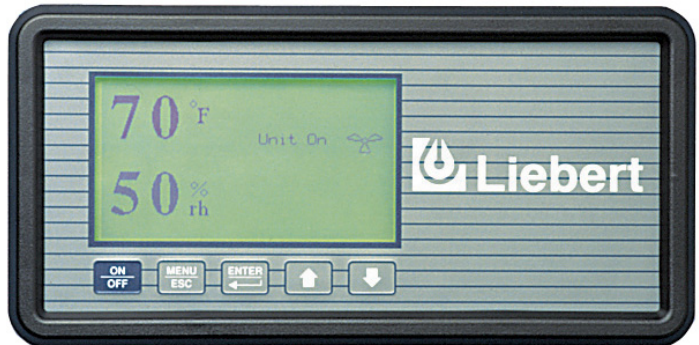 70 °F
Unit On
50 % rh
Liebert
ON OFF
MENU ESC
ENTER